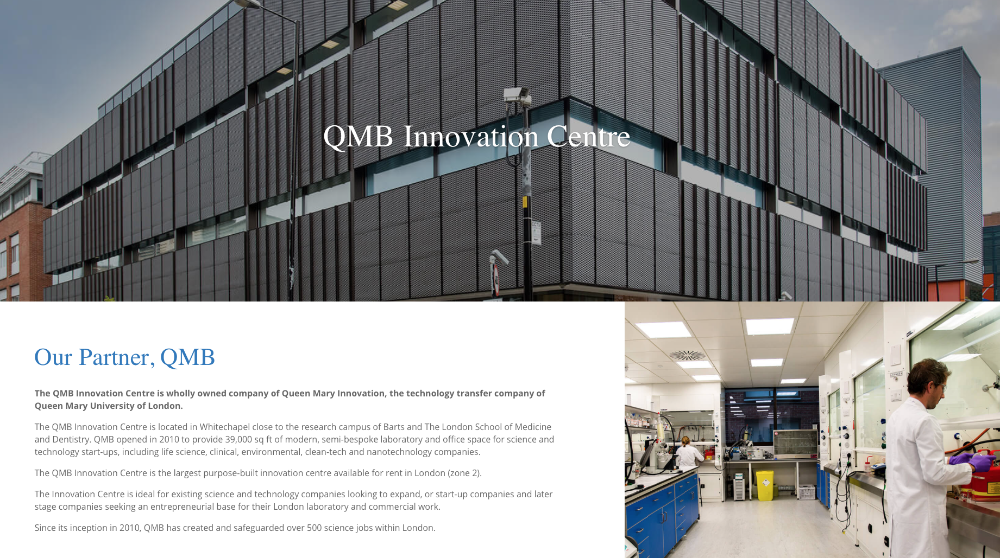 QMB Innovation Centre
Our Partner, QMB
The QMB Innovation Centre is wholly owned company of Queen Mary Innovation, the technology transfer company of
Queen Mary University of London.
The QMB Innovation Centre is located in Whitechapel close to the research campus of Barts and The London School of Medicine
and Dentistry. QMB opened in 2010 to provide 39,000 sq ft of modern, semi-bespoke laboratory and office space for science and
technology start-ups, including life science, clinical, environmental, clean-tech and nanotechnology companies.
The QMB Innovation Centre is the largest purpose-built innovation centre available for rent in London (zone 2).
The Innovation Centre is ideal for existing science and technology companies looking to expand, or start-up companies and later
stage companies seeking an entrepreneurial base for their London laboratory and commercial work.
Since its inception in 2010, QMB has created and safeguarded over 500 science jobs within London.